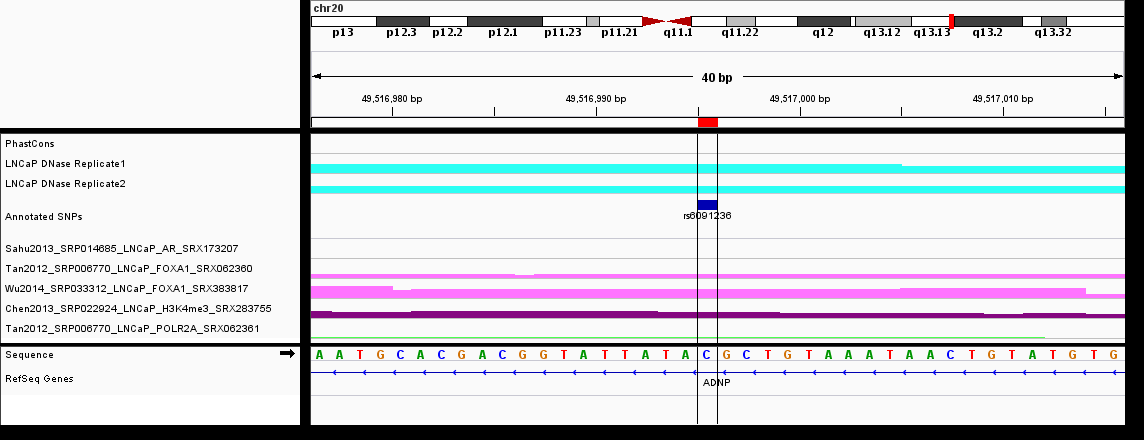 chr20
p13 p12.3 p12.2 p12.1 p11.23 p11.21 q11.1 q11.22 q12 q13.12 q13.13 q13.2 q13.32
40 bp
49,516,980 bp 49,516,990 bp 49,517,000 bp 49,517,010 bp
PhastCons
LNCaP DNase Replicate1
LNCaP DNase Replicate2
Annotated SNPs
rs6091236
Sahu2013_SRP014685_LNCaP_AR_SRX173207
Tan2012_SRP006770_LNCaP_FOXA1_SRX062360
Wu2014_SRP033312_LNCaP_FOXA1_SRX383817
Chen2013_SRP022924_LNCaP_H3K4me3_SRX283755
Tan2012_SRP006770_LNCaP_POLR2A_SRX062361
Sequence A A T G C A C G A C G G T A T T A T A C G C T G T A A A T A A C T G T A T G T G
RefSeq Genes
ADNP